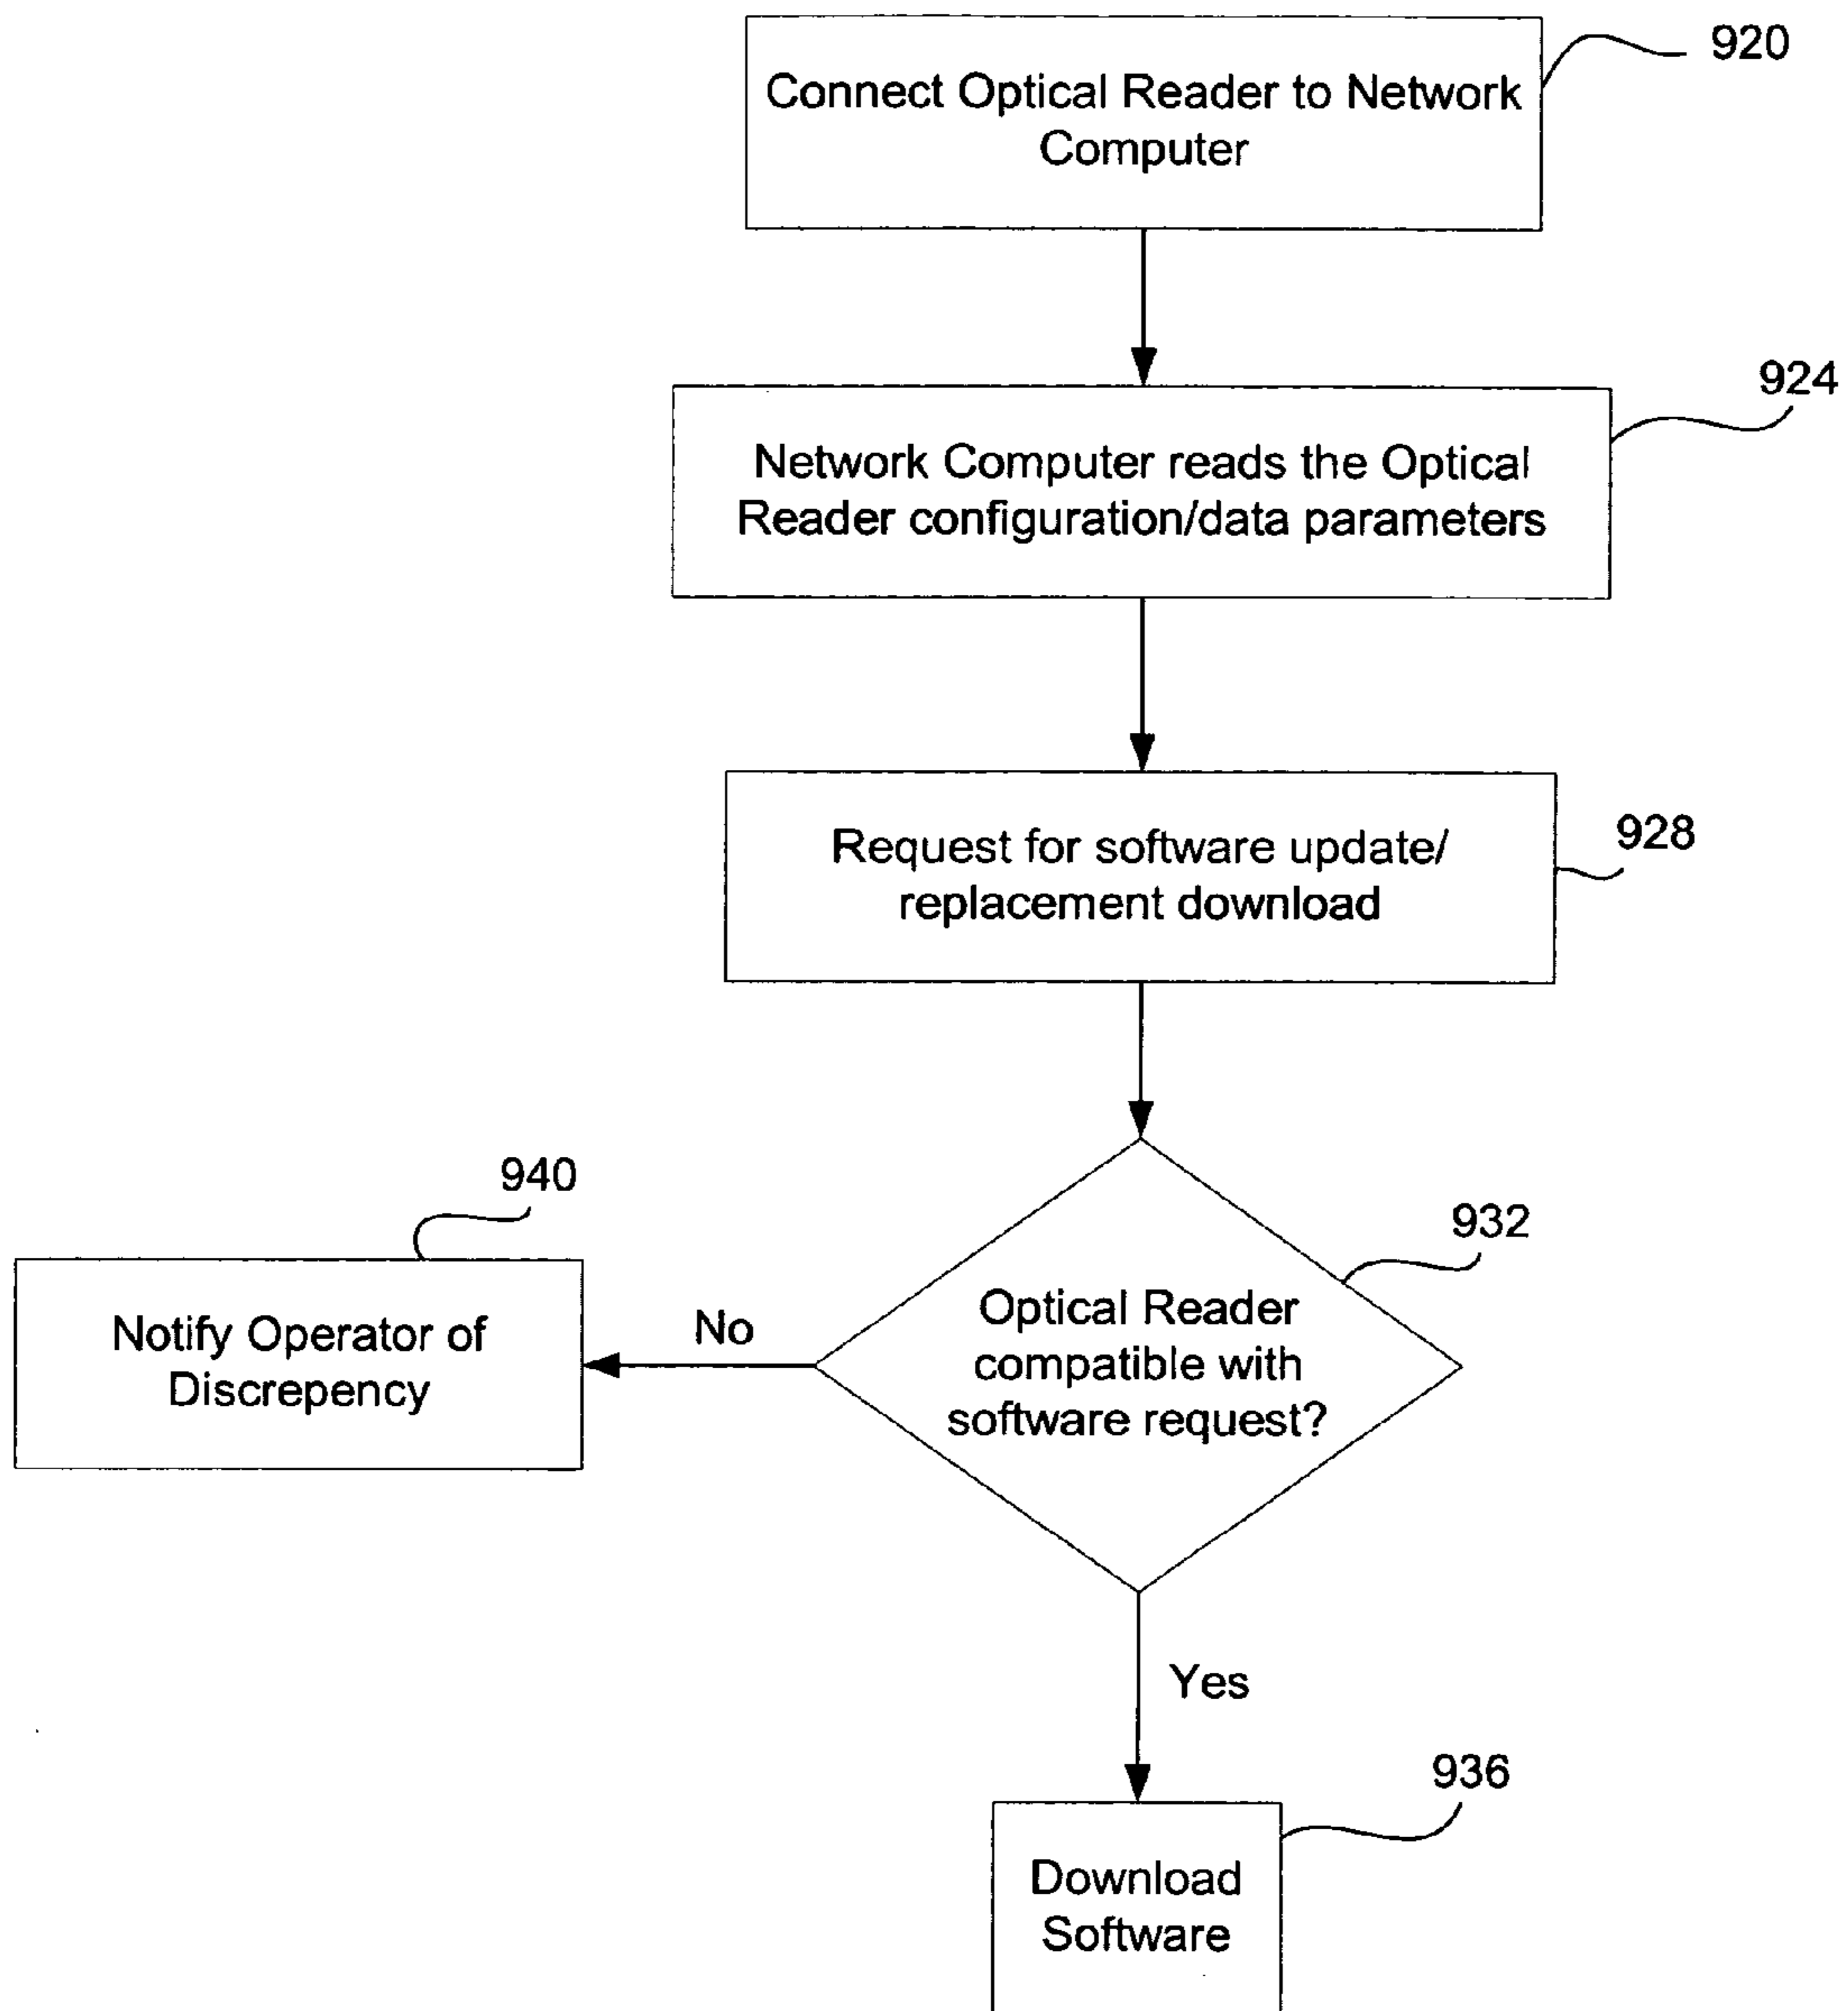 920
Connect Optical Reader to Network
Computer
924
Network Computer reads the Optical
Reader configuration/data parameters
928
Request for software update/
replacement download
932
Optical Reader
compatible with
software request?
No
940
Notify Operator of
Discrepency
Yes
936
Download
Software